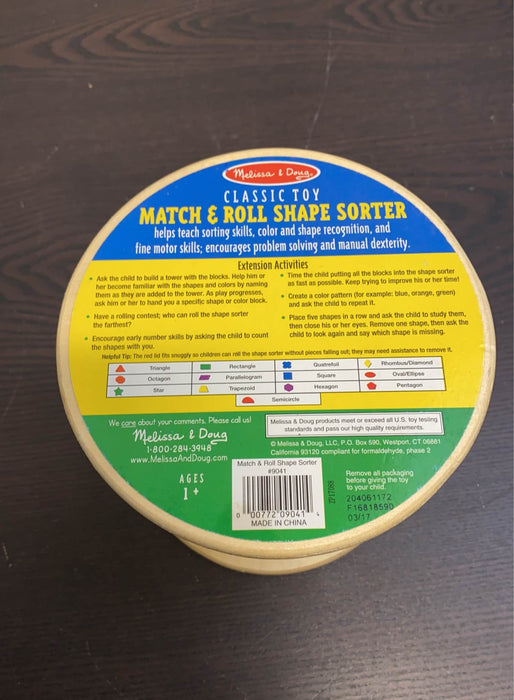 Melissa & Doug
CLASSIC TOY
MATCH & ROLL SHAPE SORTER
helps teach sorting skills, color and shape recognition, and
fine motor skills; encourages problem solving and manual dexterity.
Extension Activities
• Ask the child to build a tower with the blocks. Help him or
her become familiar with the shapes and colors by naming
them as they are added to the tower. As play progresses,
ask him or her to hand you a specific shape or color block.
• Have a rolling contest; who can roll the shape sorter
the farthest?
• Encourage early number skills by asking the child to count
the shapes with you.
• Time the child putting all the blocks into the shape sorter
as fast as possible. Keep trying to improve his or her time!
• Create a color pattern (for example: blue, orange, green)
and ask the child to repeat it.
• Place five shapes in a row and ask the child to study them,
then close his or her eyes. Remove one shape, then ask the
child to look again and say which shape is missing.
Helpful Tip: The red lid fits snuggly so children can roll the shape sorter without pieces falling out; they may need assistance to remove it.
Triangle Rectangle Quatrefoil Rhombus/Diamond
Octagon Parallelogram Square Oval/Ellipse
Star Trapezoid Hexagon Pentagon
Semicircle
We care about your comments. Please call us!
Melissa & Doug
1-800-284-3948
www.MelissaAndDoug.com
AGES
1+
Melissa & Doug products meet or exceed all U.S. toy testing
standards and pass our high quality requirements.
© Melissa & Doug, LLC, P.O. Box 590, Westport, CT 06881
California 93120 compliant for formaldehyde, phase 2
Match & Roll Shape Sorter
#9041
0 00772 09041 4
MADE IN CHINA
IP17088
Remove all packaging
before giving the toy
to your child.
204061172
F16818590
03/17